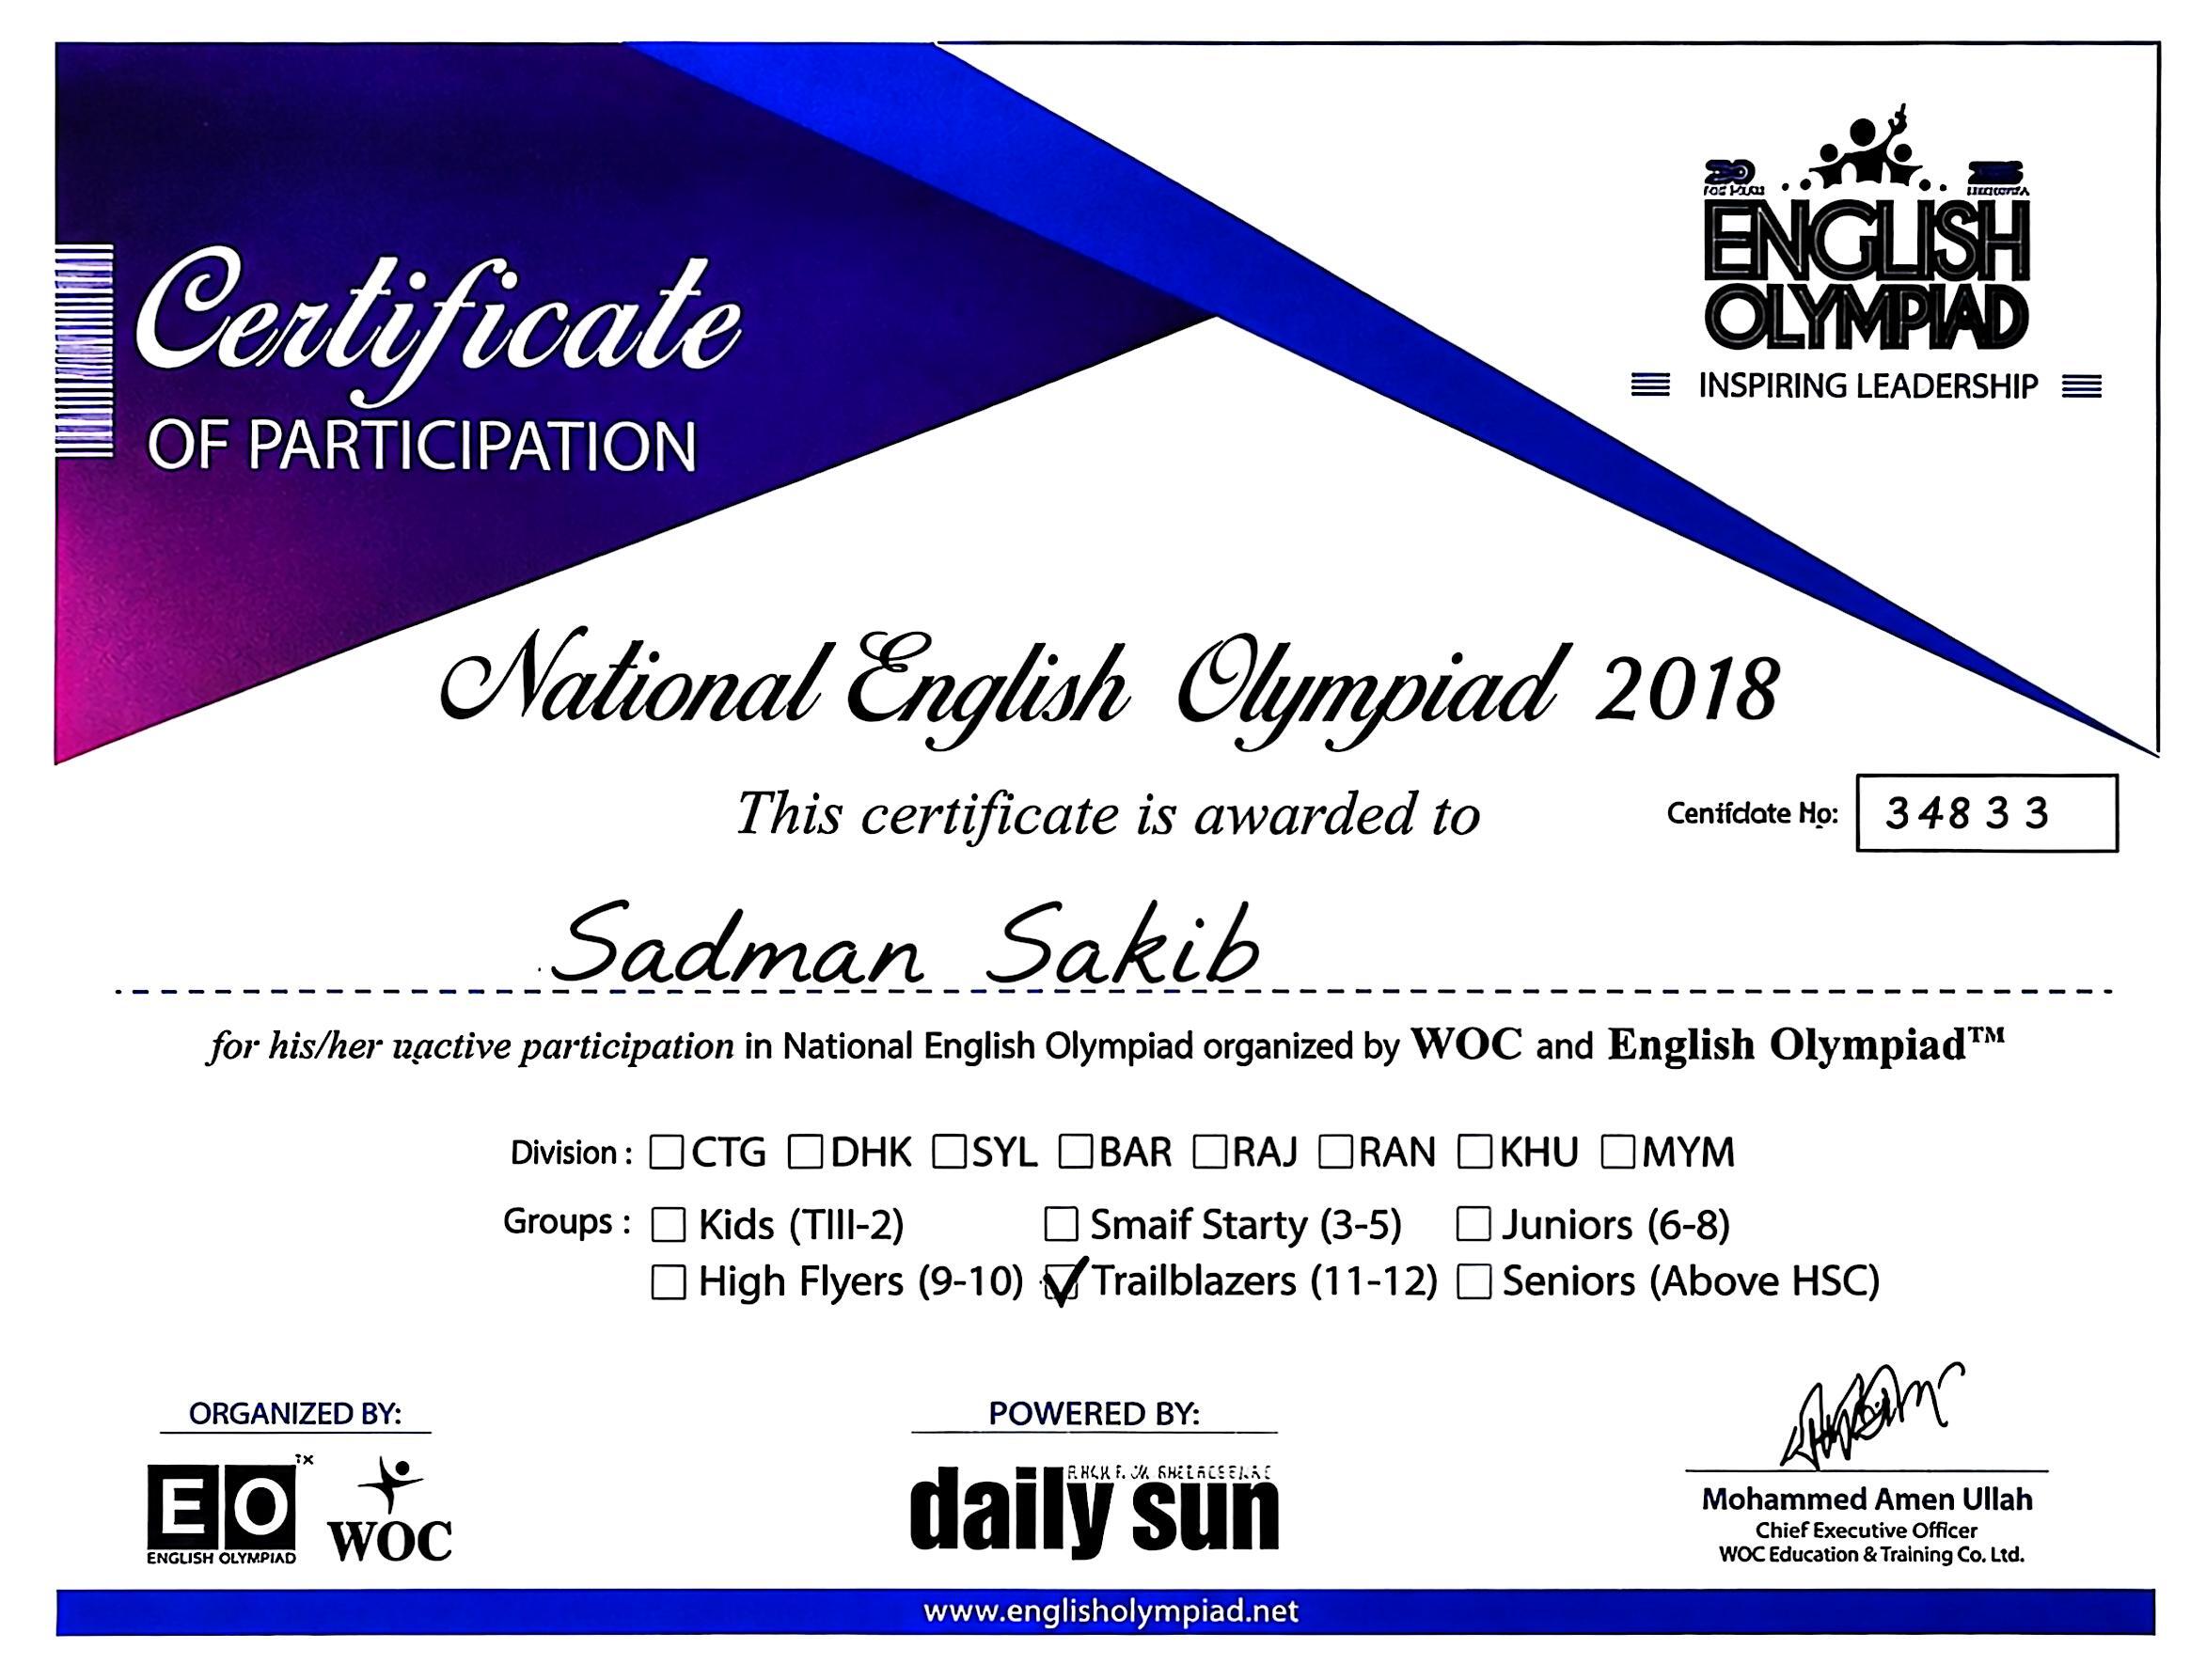 Certificate
OF PARTICIPATION
ENGLISH
OLYMPIAD
INSPIRING LEADERSHIP
National English Olympiad 2018
This certificate is awarded to
Centfdate Ho: 34833
Sadman Sakib
for his/her uactive participation in National English Olympiad organized by WOC and English Olympiad™
Division : CTG DHK SYL BAR RAJ RAN KHU MYM
Groups : Kids (TIII-2) Smaif Starty (3-5) Juniors (6-8)
High Flyers (9-10) Trailblazers (11-12) Seniors (Above HSC)
ORGANIZED BY:
EO
ENGLISH OLYMPIAD
WOC
POWERED BY:
daily sun
Mohammed Amen Ullah
Chief Executive Officer
WOC Education & Training Co. Ltd.
www.englisholympiad.net